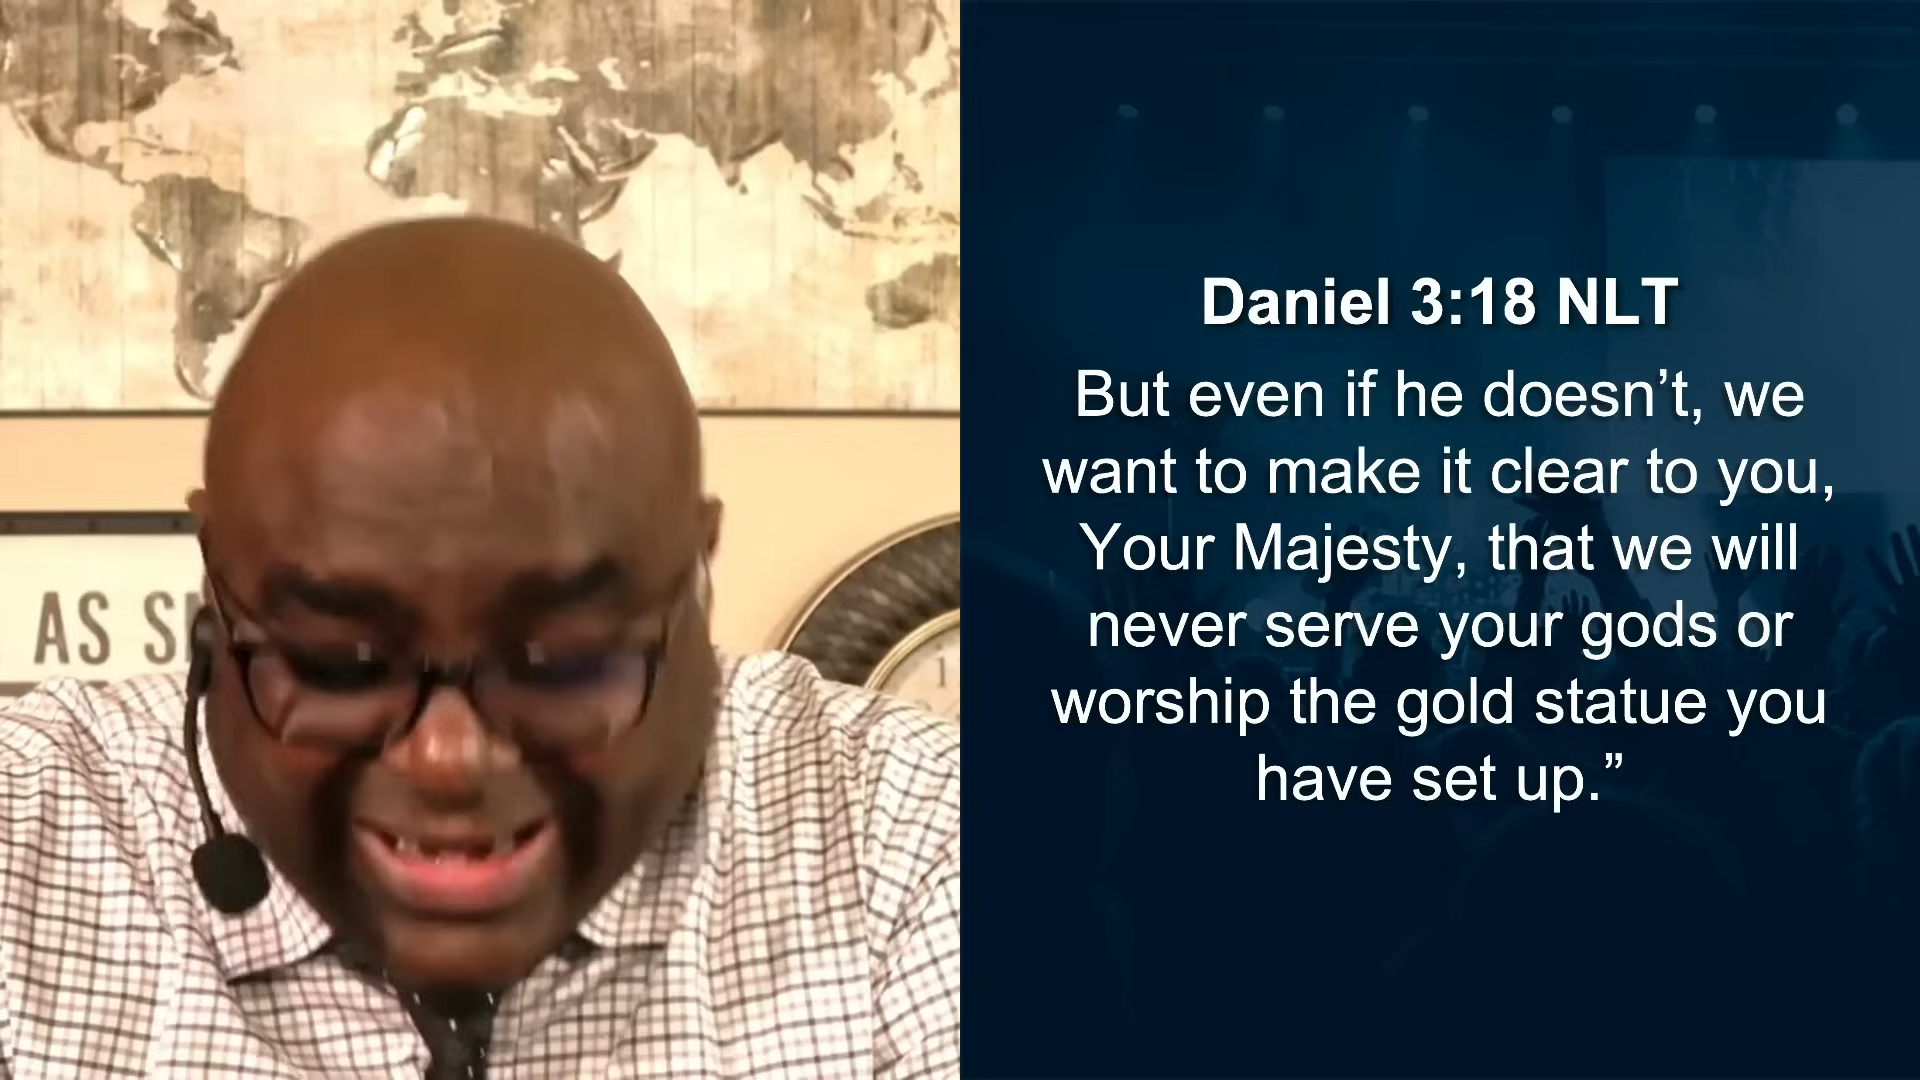 AS
1
Daniel 3:18 NLT
But even if he doesn’t, we
want to make it clear to you,
Your Majesty, that we will
never serve your gods or
worship the gold statue you
have set up.”